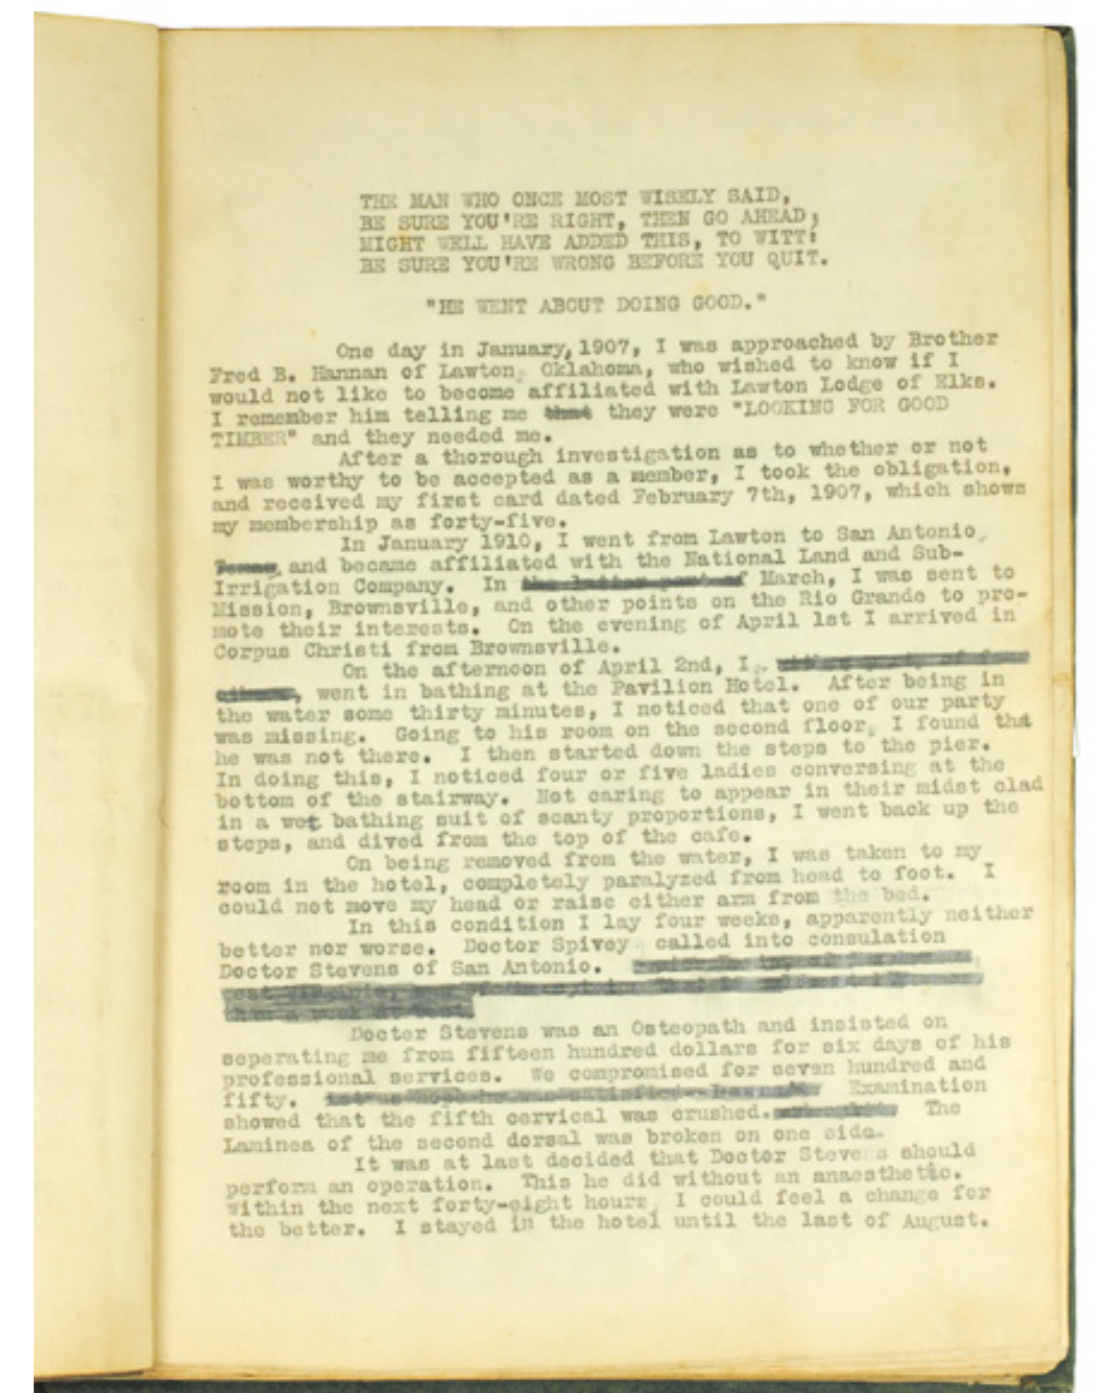 THE MAN WHO ONCE MOST WISELY SAID,
BE SURE YOU'RE RIGHT, THEN GO AHEAD;
MIGHT WELL HAVE ADDED THIS, TO WITT:
BE SURE YOU'RE WRONG BEFORE YOU QUIT.
"HE WENT ABOUT DOING GOOD."
One day in January, 1907, I was approached by Brother
Fred B. Hannan of Lawton, Oklahoma, who wished to know if I
would not like to become affiliated with Lawton Lodge of Elks.
I remember him telling me that they were "LOOKING FOR GOOD
TIMBER" and they needed me.
After a thorough investigation as to whether or not
I was worthy to be accepted as a member, I took the obligation,
and received my first card dated February 7th, 1907, which shows
my membership as forty-five.
In January 1910, I went from Lawton to San Antonio,
Texas, and became affiliated with the National Land and Sub-
Irrigation Company. In the latter part of March, I was sent to
Mission, Brownsville, and other points on the Rio Grande to pro-
mote their interests. On the evening of April 1st I arrived in
Corpus Christi from Brownsville.
On the afternoon of April 2nd, I, with a party of four
others, went in bathing at the Pavilion Hotel. After being in
the water some thirty minutes, I noticed that one of our party
was missing. Going to his room on the second floor, I found that
he was not there. I then started down the steps to the pier.
In doing this, I noticed four or five ladies conversing at the
bottom of the stairway. Not caring to appear in their midst clad
in a wet bathing suit of scanty proportions, I went back up the
steps, and dived from the top of the cafe.
On being removed from the water, I was taken to my
room in the hotel, completely paralyzed from head to foot. I
could not move my head or raise either arm from the bed.
In this condition I lay four weeks, apparently neither
better nor worse. Doctor Spivey called into consulation
Doctor Stevens of San Antonio.
Doctor Stevens was an Osteopath and insisted on
seperating me from fifteen hundred dollars for six days of his
professional services. We compromised for seven hundred and
fifty. Let us hope he was satisfied Examination
showed that the fifth cervical was crushed. The
Laminea of the second dorsal was broken on one side.
It was at last decided that Doctor Stevens should
perform an operation. This he did without an anaesthetic.
within the next forty-eight hours, I could feel a change for
the better. I stayed in the hotel until the last of August.